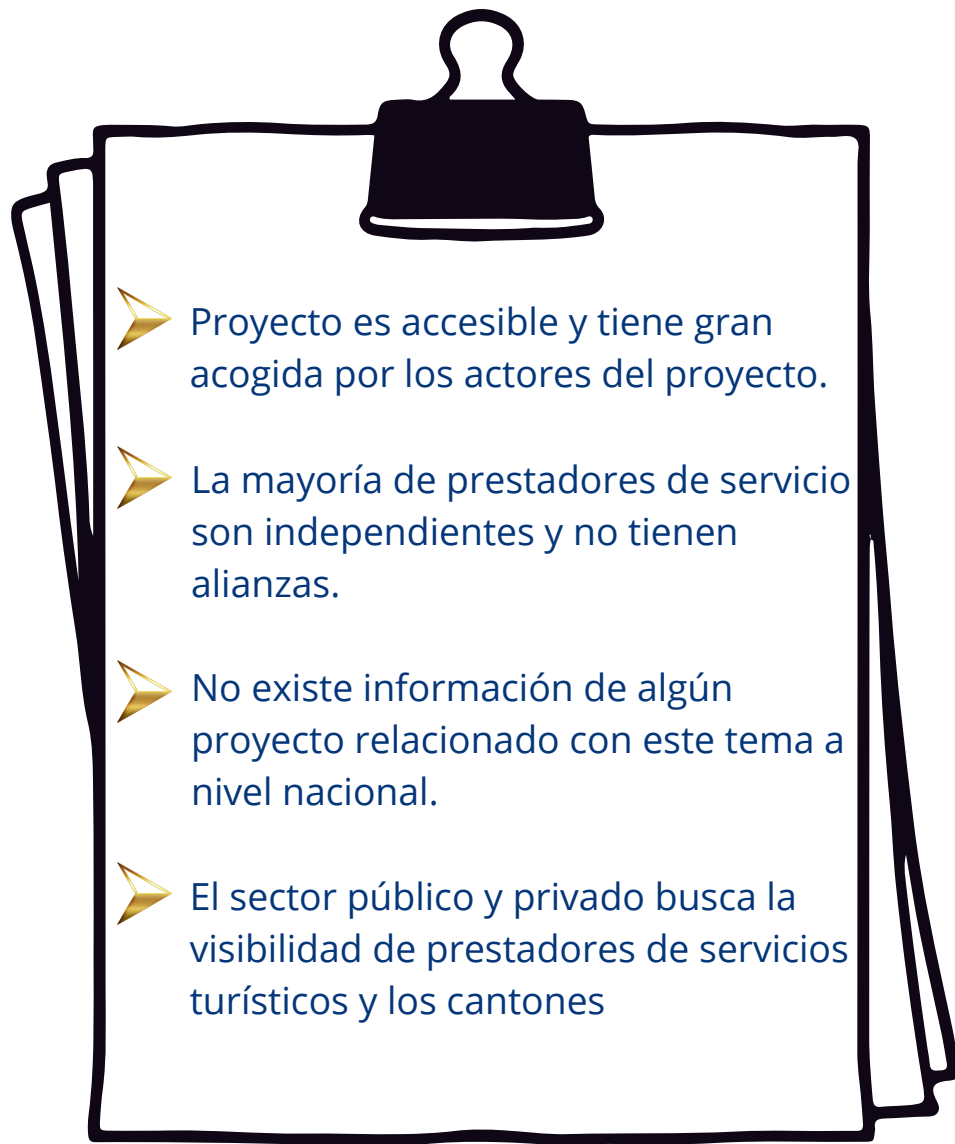 Proyecto es accesible y tiene gran
acogida por los actores del proyecto.
La mayoría de prestadores de servicio
son independientes y no tienen
alianzas.
No existe información de algún
proyecto relacionado con este tema a
nivel nacional.
El sector público y privado busca la
visibilidad de prestadores de servicios
turísticos y los cantones